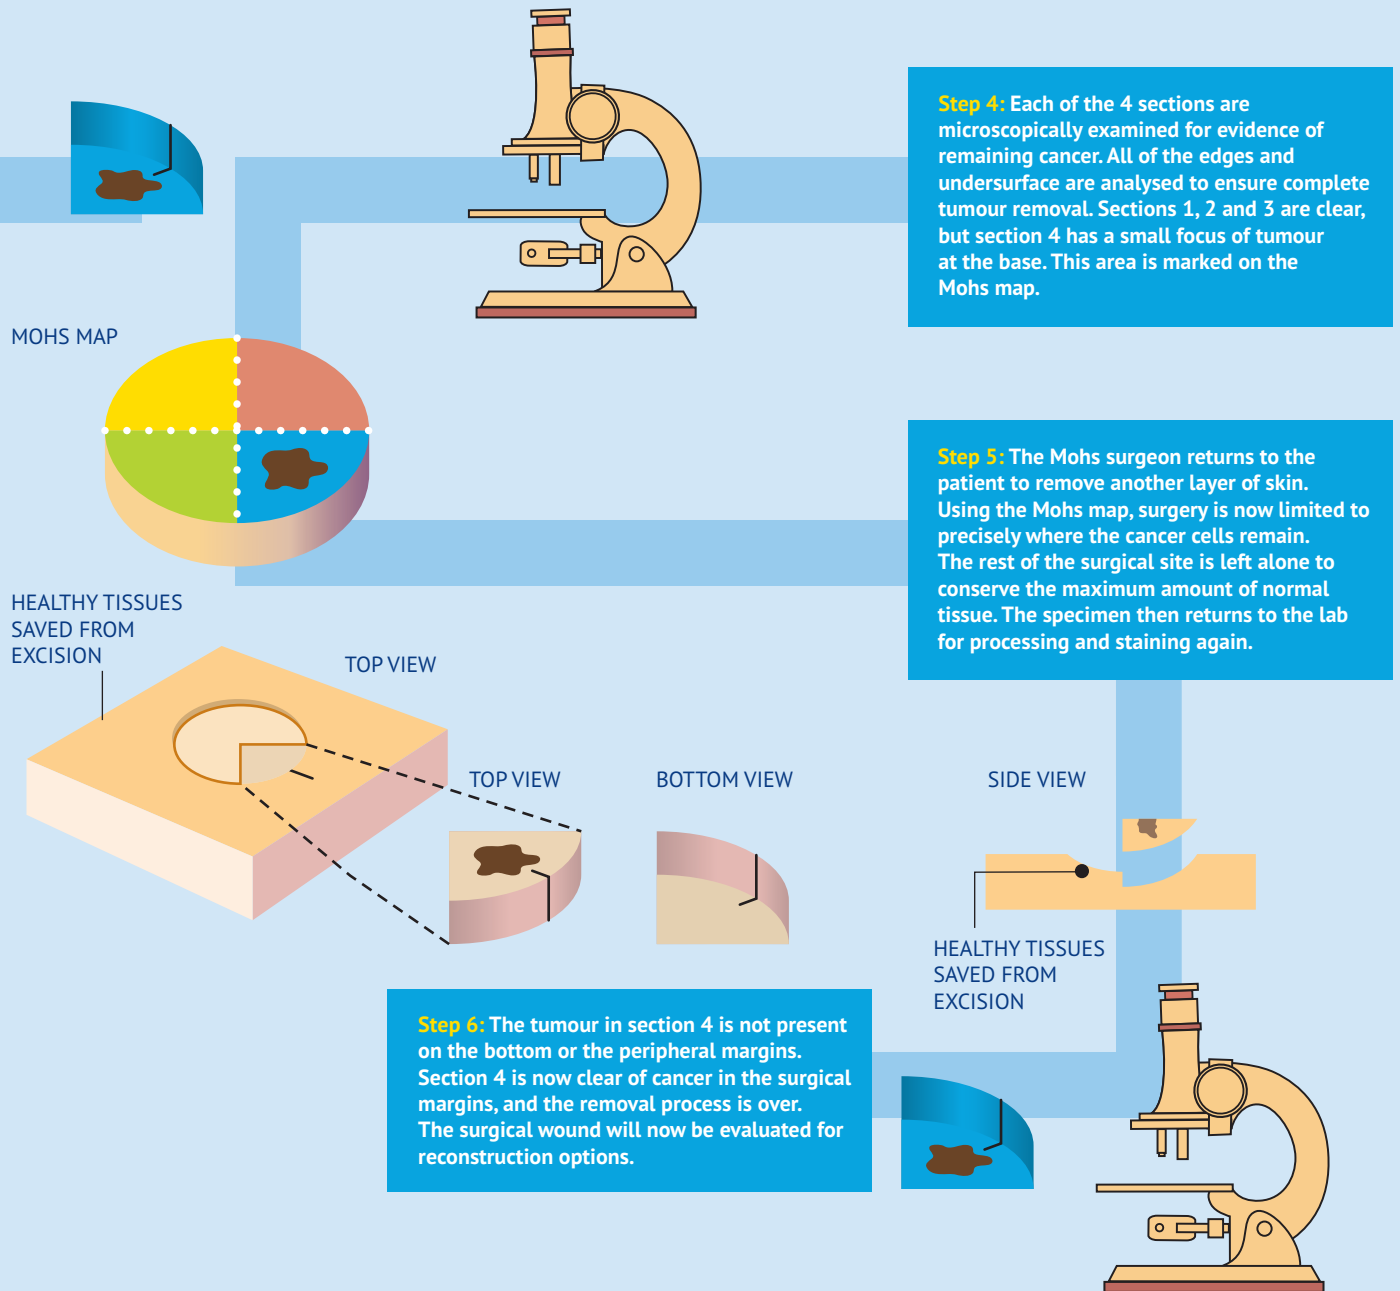 Step 4: Each of the 4 sections are
microscopically examined for evidence of
remaining cancer. All of the edges and
undersurface are analysed to ensure complete
tumour removal. Sections 1, 2 and 3 are clear,
but section 4 has a small focus of tumour
at the base. This area is marked on the
Mohs map.
MOHS MAP
Step 5: The Mohs surgeon returns to the
patient to remove another layer of skin.
Using the Mohs map, surgery is now limited to
precisely where the cancer cells remain.
The rest of the surgical site is left alone to
conserve the maximum amount of normal
tissue. The specimen then returns to the lab
for processing and staining again.
HEALTHY TISSUES
SAVED FROM
EXCISION
TOP VIEW
TOP VIEW
BOTTOM VIEW
SIDE VIEW
HEALTHY TISSUES
SAVED FROM
EXCISION
Step 6: The tumour in section 4 is not present
on the bottom or the peripheral margins.
Section 4 is now clear of cancer in the surgical
margins, and the removal process is over.
The surgical wound will now be evaluated for
reconstruction options.